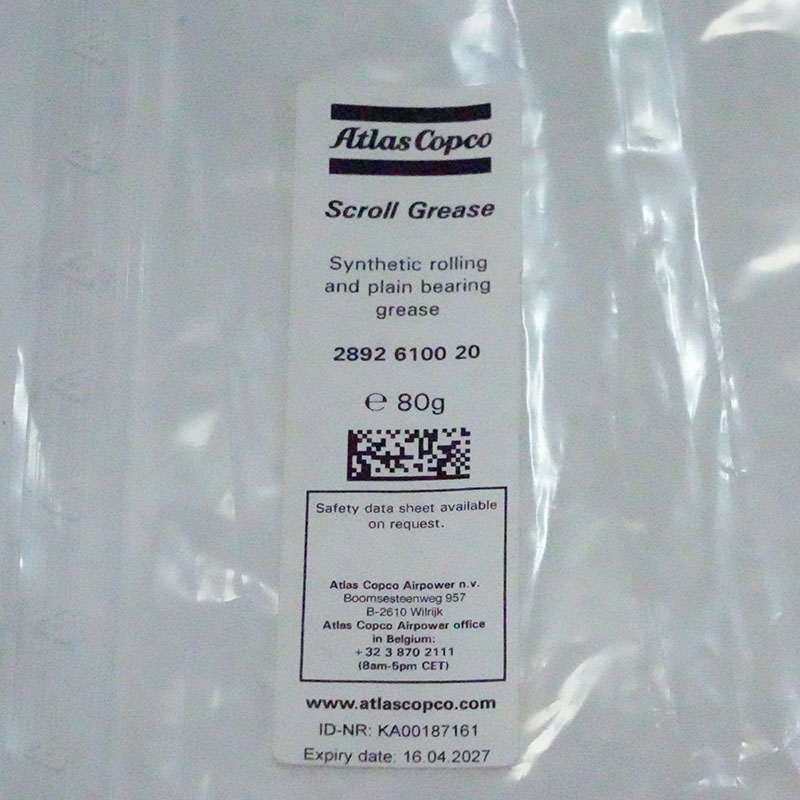 Atlas Copco
Scroll Grease
Synthetic rolling
and plain bearing
grease
2892 6100 20
℮ 80g
Safety data sheet available
on request.
Atlas Copco Airpower n.v.
Boomsesteenweg 957
B-2610 Wilrijk
Atlas Copco Airpower office
in Belgium:
+32 3 870 2111
(8am-5pm CET)
www.atlascopco.com
ID-NR: KA00187161
Expiry date: 16.04.2027